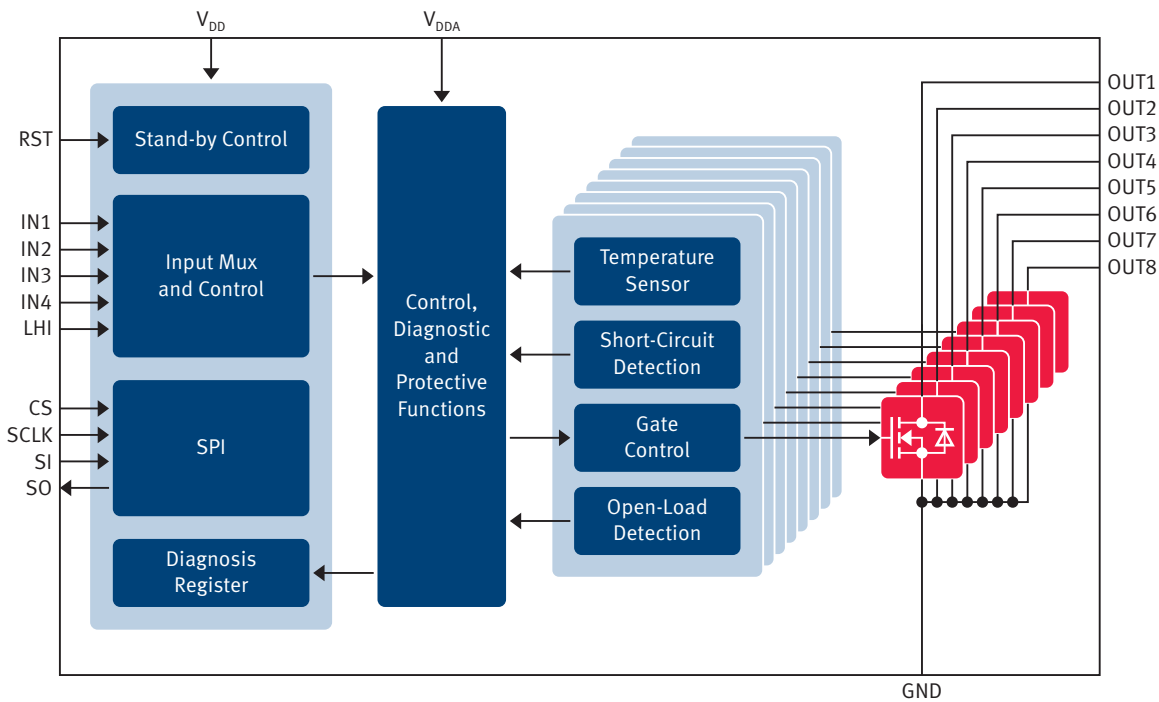 VDD
VDDA
RST
IN1
IN2
IN3
IN4
LHI
CS
SCLK
SI
SO
Stand-by Control
Input Mux
and Control
SPI
Diagnosis
Register
Control,
Diagnostic
and
Protective
Functions
Temperature
Sensor
Short-Circuit
Detection
Gate
Control
Open-Load
Detection
OUT1
OUT2
OUT3
OUT4
OUT5
OUT6
OUT7
OUT8
GND